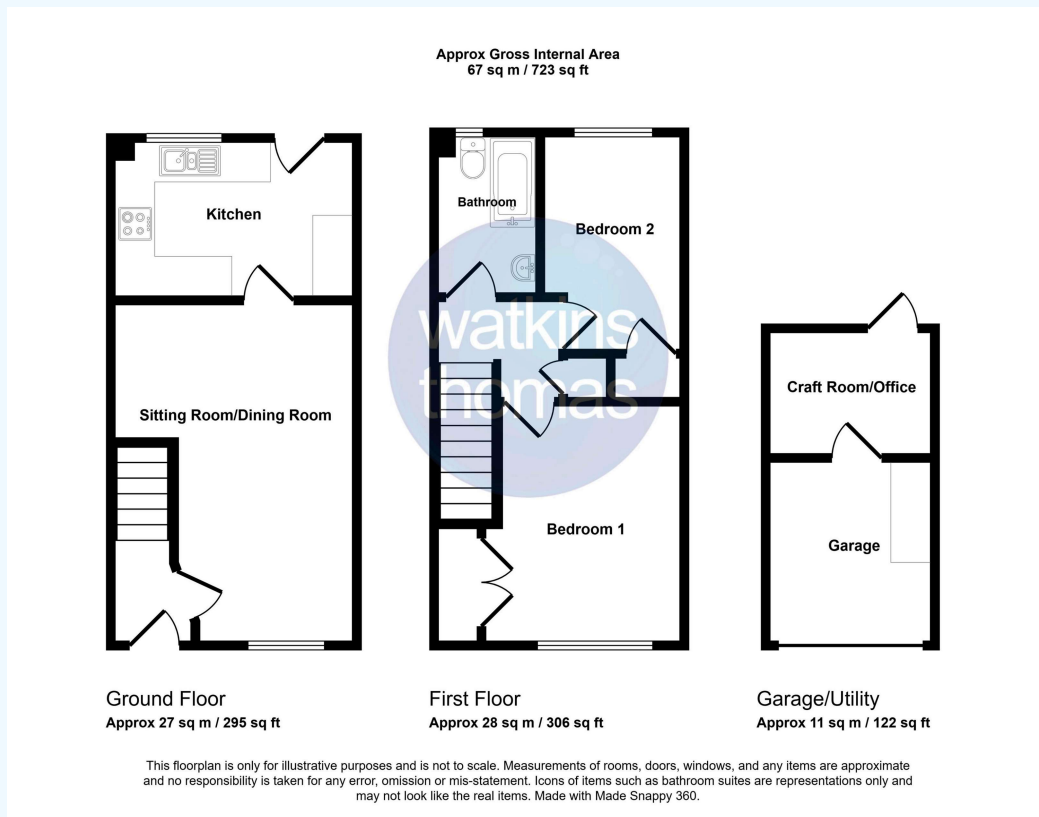 Approx Gross Internal Area
67 sq m / 723 sq ft
Kitchen
Sitting Room/Dining Room
Bathroom
Bedroom 2
watkins
thomas
Bedroom 1
Craft Room/Office
Garage
Ground Floor
Approx 27 sq m / 295 sq ft
First Floor
Approx 28 sq m / 306 sq ft
Garage/Utility
Approx 11 sq m / 122 sq ft
This floorplan is only for illustrative purposes and is not to scale. Measurements of rooms, doors, windows, and any items are approximate
and no responsibility is taken for any error, omission or mis-statement. Icons of items such as bathroom suites are representations only and
may not look like the real items. Made with Made Snappy 360.